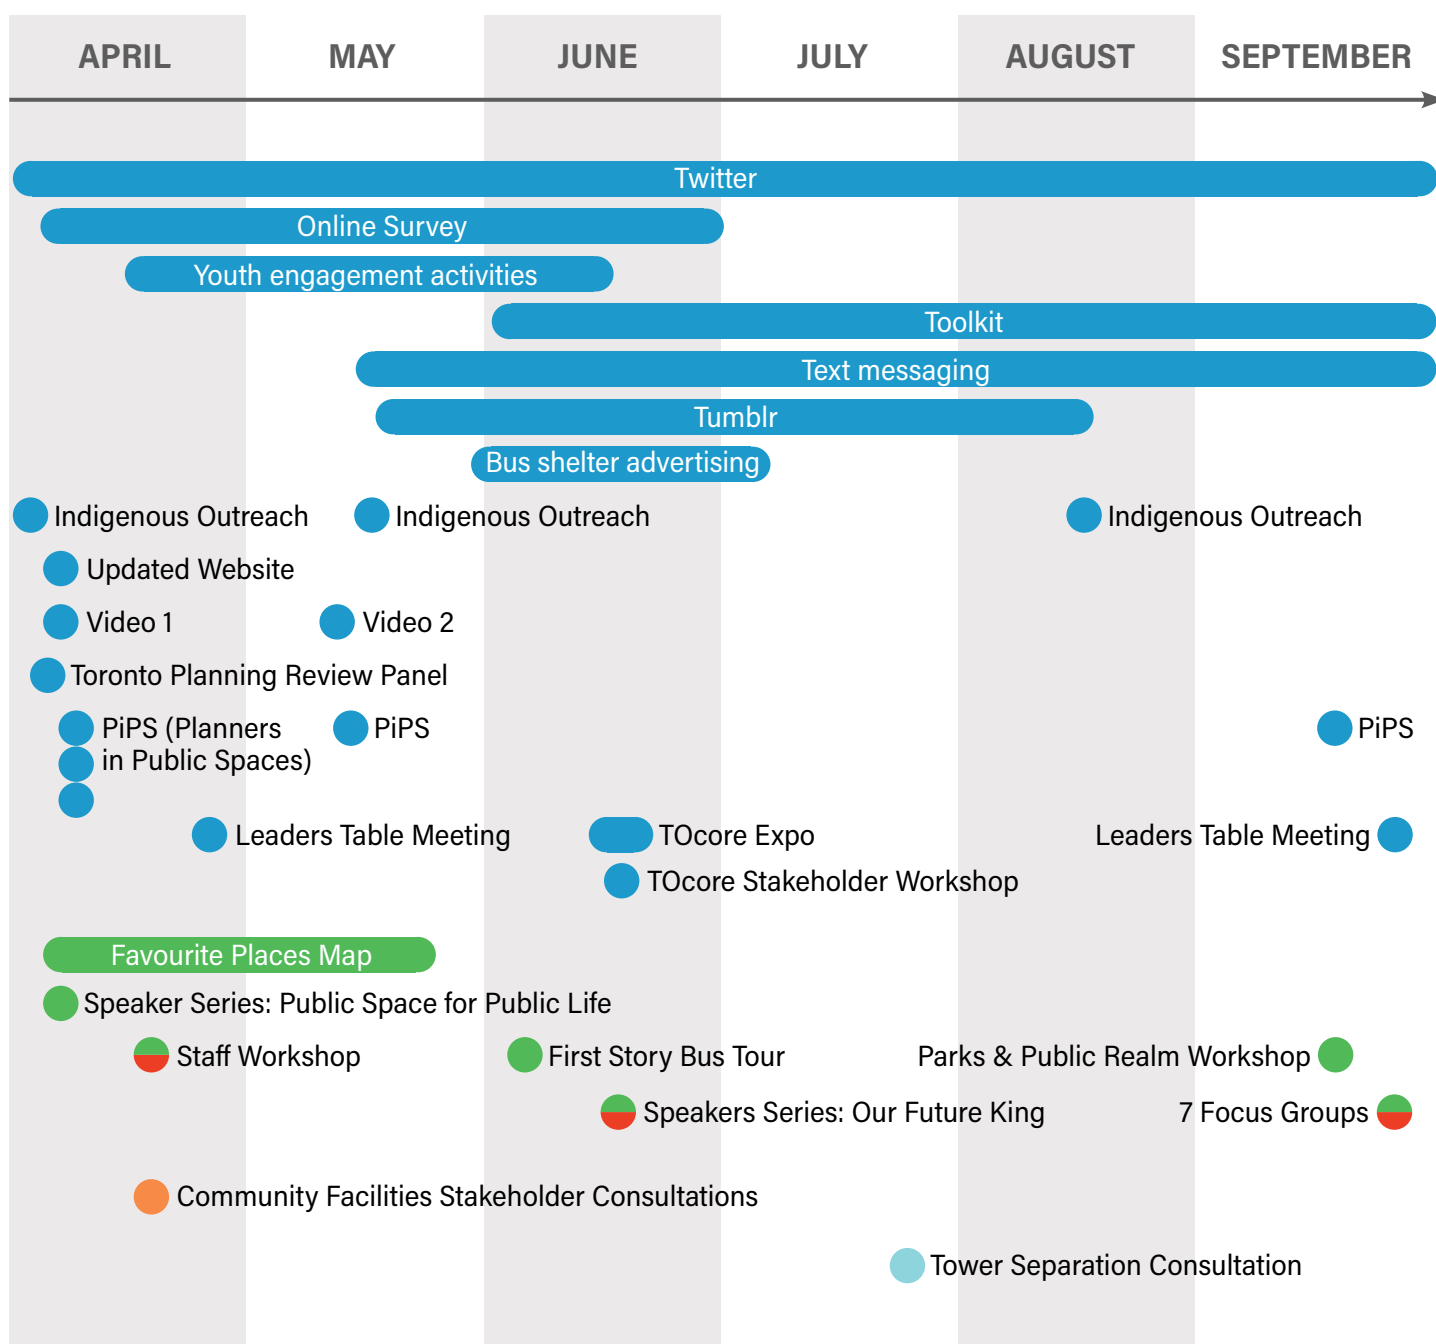 APRIL MAY JUNE JULY AUGUST SEPTEMBER
Twitter
Online Survey
Youth engagement activities
Toolkit
Text messaging
Tumblr
Bus shelter advertising
Indigenous Outreach Indigenous Outreach Indigenous Outreach
Updated Website
Video 1 Video 2
Toronto Planning Review Panel
PiPS (Planners PiPS PiPS
in Public Spaces)
Leaders Table Meeting TOcore Expo Leaders Table Meeting
TOcore Stakeholder Workshop
Favourite Places Map
Speaker Series: Public Space for Public Life
Staff Workshop First Story Bus Tour Parks & Public Realm Workshop
Speakers Series: Our Future King 7 Focus Groups
Community Facilities Stakeholder Consultations
Tower Separation Consultation